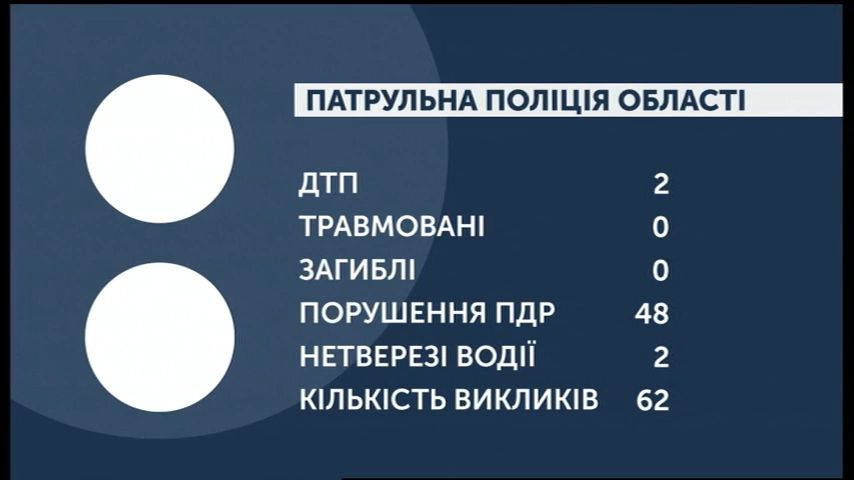 ПАТРУЛЬНА ПОЛІЦІЯ ОБЛАСТІ
ДТП 2
ТРАВМОВАНІ 0
ЗАГИБЛІ 0
ПОРУШЕННЯ ПДР 48
НЕТВЕРЕЗІ ВОДІЇ 2
КІЛЬКІСТЬ ВИКЛИКІВ 62